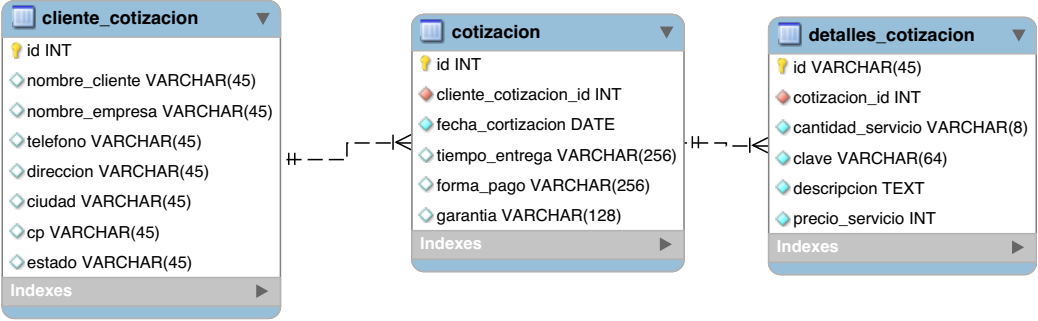 cliente_cotizacion
id INT
nombre_cliente VARCHAR(45)
nombre_empresa VARCHAR(45)
telefono VARCHAR(45)
direccion VARCHAR(45)
ciudad VARCHAR(45)
cp VARCHAR(45)
estado VARCHAR(45)
Indexes
cotizacion
id INT
cliente_cotizacion_id INT
fecha_cortizacion DATE
tiempo_entrega VARCHAR(256)
forma_pago VARCHAR(256)
garantia VARCHAR(128)
Indexes
detalles_cotizacion
id VARCHAR(45)
cotizacion_id INT
cantidad_servicio VARCHAR(8)
clave VARCHAR(64)
descripcion TEXT
precio_servicio INT
Indexes